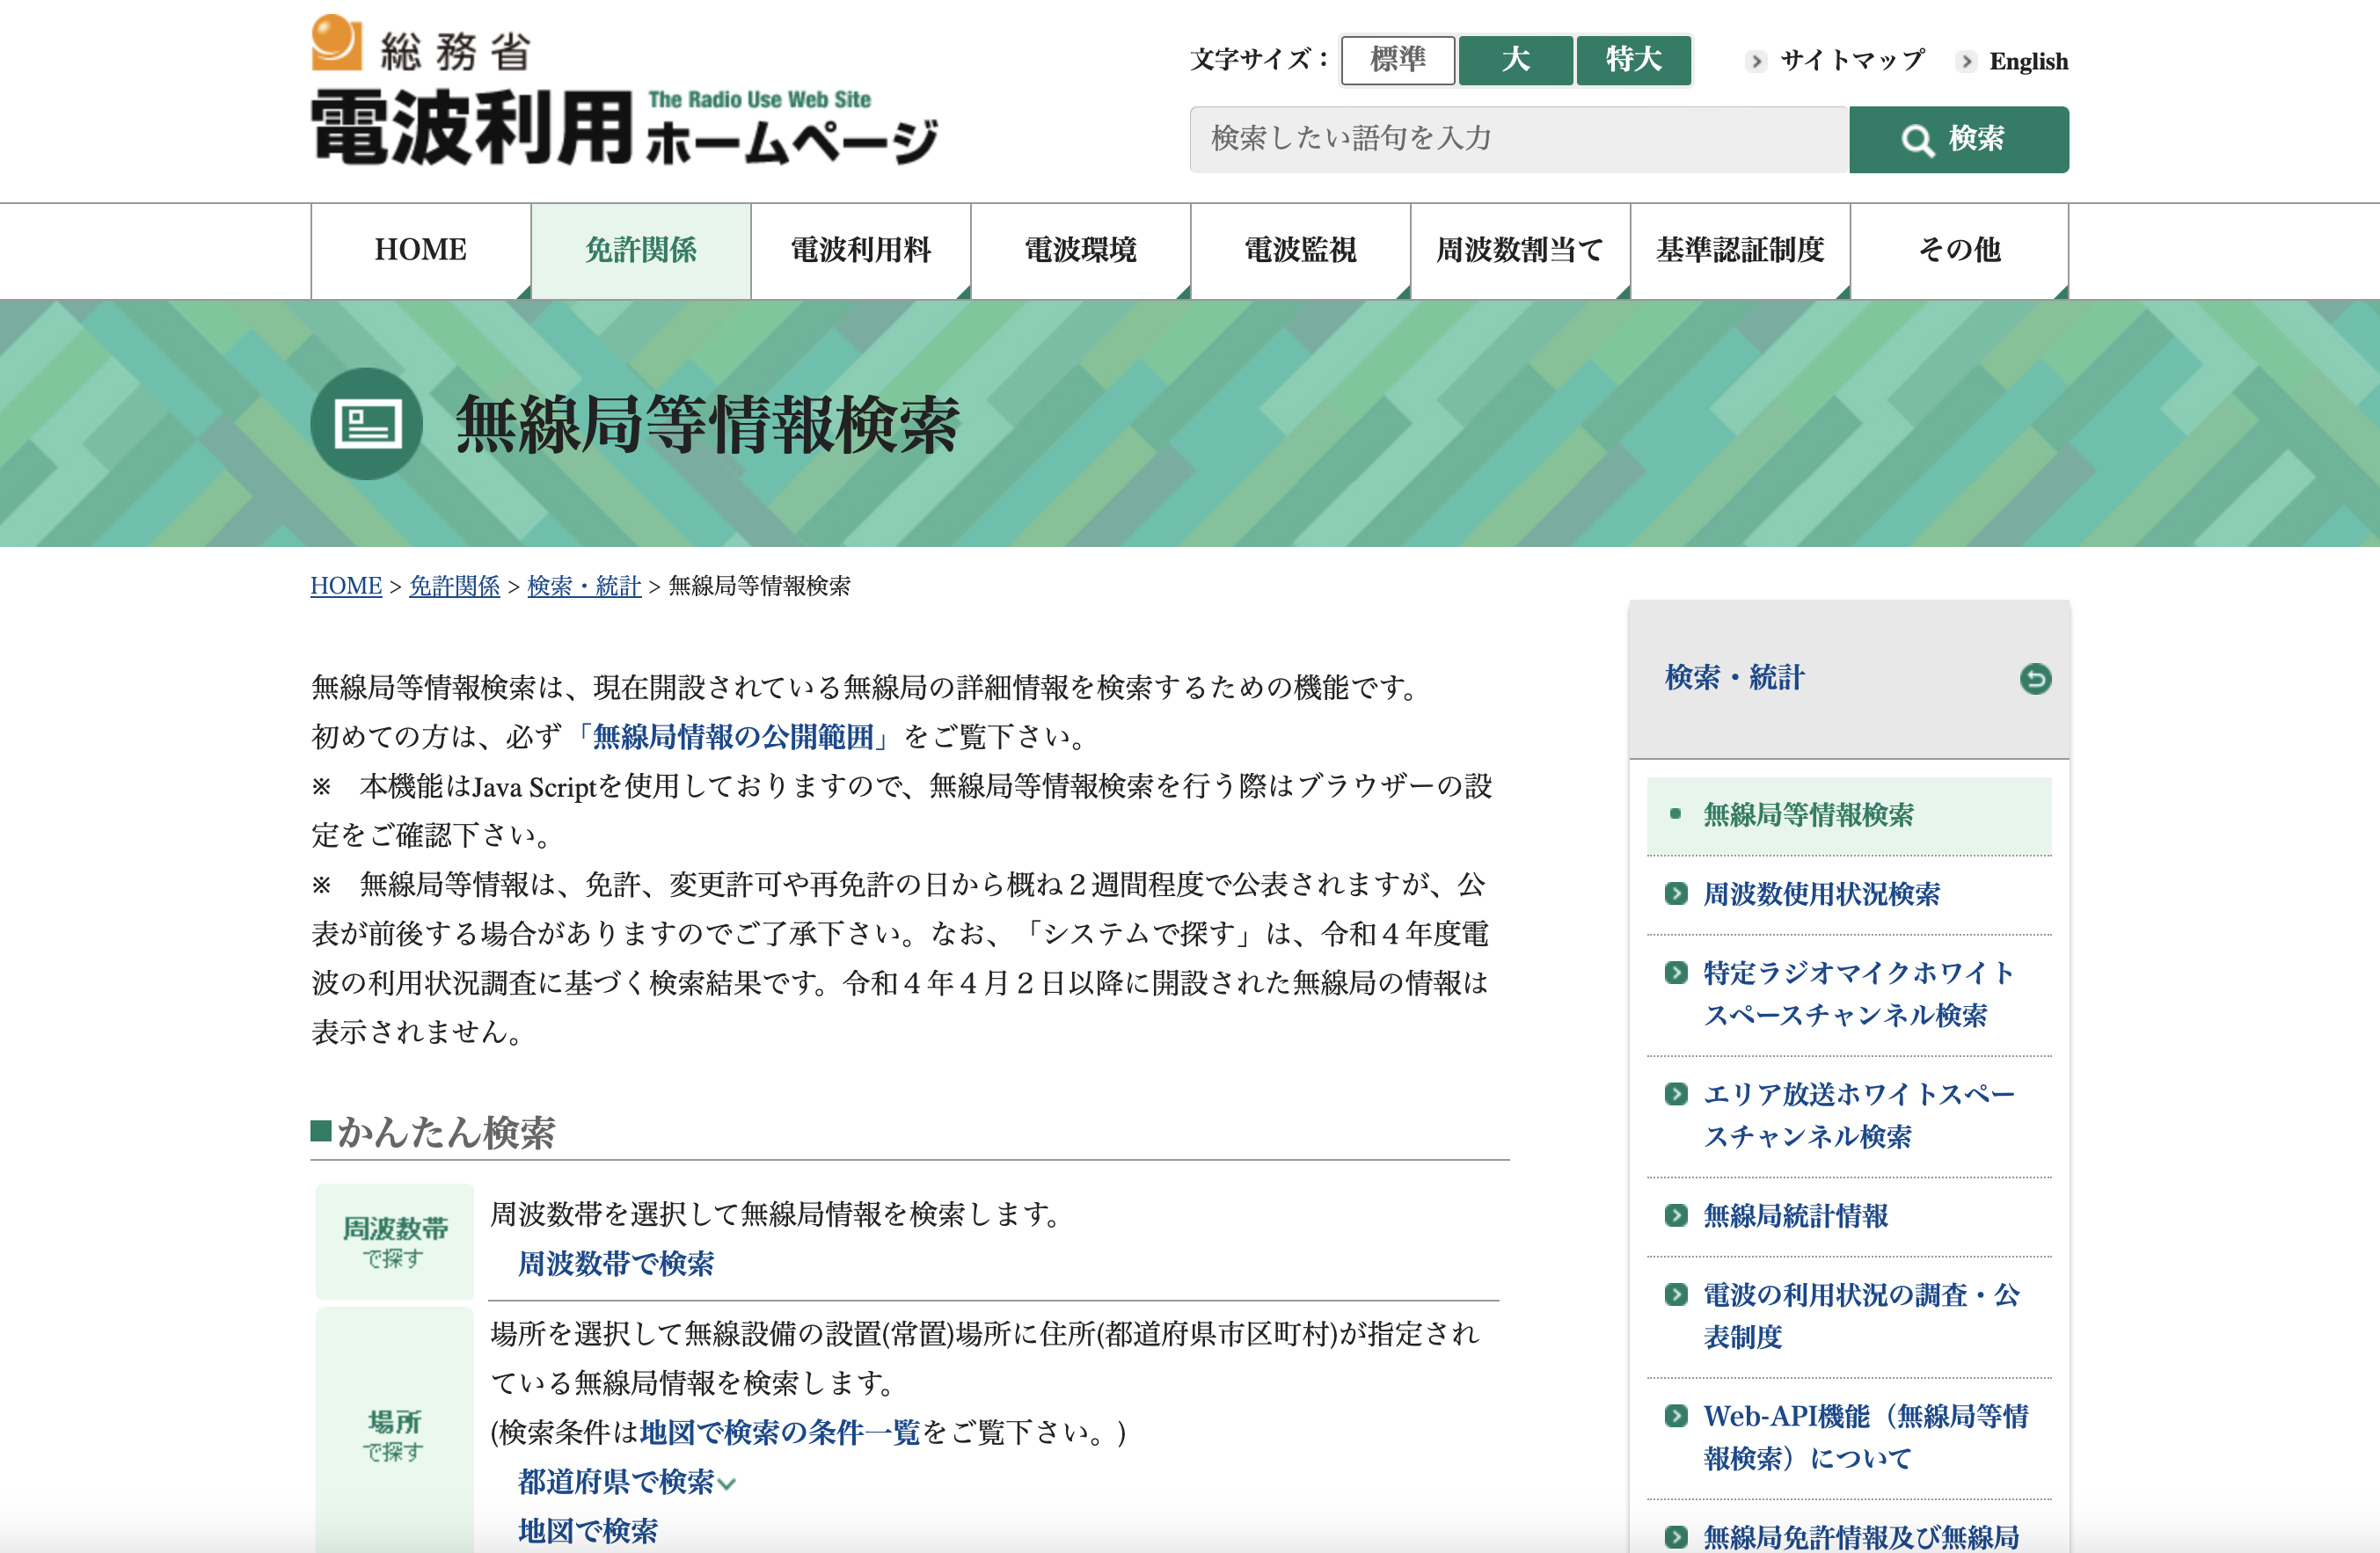 総務省
電波利用 The Radio Use Web Site
ホームページ
文字サイズ： 標準 大 特大 サイトマップ English
検索したい語句を入力 検索
HOME 免許関係 電波利用料 電波環境 電波監視 周波数割当て 基準認証制度 その他
無線局等情報検索
HOME > 免許関係 > 検索・統計 > 無線局等情報検索
無線局等情報検索は、現在開設されている無線局の詳細情報を検索するための機能です。
初めての方は、必ず「無線局情報の公開範囲」をご覧下さい。
※　本機能はJava Scriptを使用しておりますので、無線局等情報検索を行う際はブラウザーの設
定をご確認下さい。
※　無線局等情報は、免許、変更許可や再免許の日から概ね２週間程度で公表されますが、公
表が前後する場合がありますのでご了承下さい。なお、「システムで探す」は、令和４年度電
波の利用状況調査に基づく検索結果です。令和４年４月２日以降に開設された無線局の情報は
表示されません。
■かんたん検索
周波数帯
で探す
周波数帯を選択して無線局情報を検索します。
周波数帯で検索
場所
で探す
場所を選択して無線設備の設置(常置)場所に住所(都道府県市区町村)が指定され
ている無線局情報を検索します。
(検索条件は地図で検索の条件一覧をご覧下さい。)
都道府県で検索
地図で検索
検索・統計
無線局等情報検索
周波数使用状況検索
特定ラジオマイクホワイト
スペースチャンネル検索
エリア放送ホワイトスペー
スチャンネル検索
無線局統計情報
電波の利用状況の調査・公
表制度
Web-API機能（無線局等情
報検索）について
無線局免許情報及び無線局